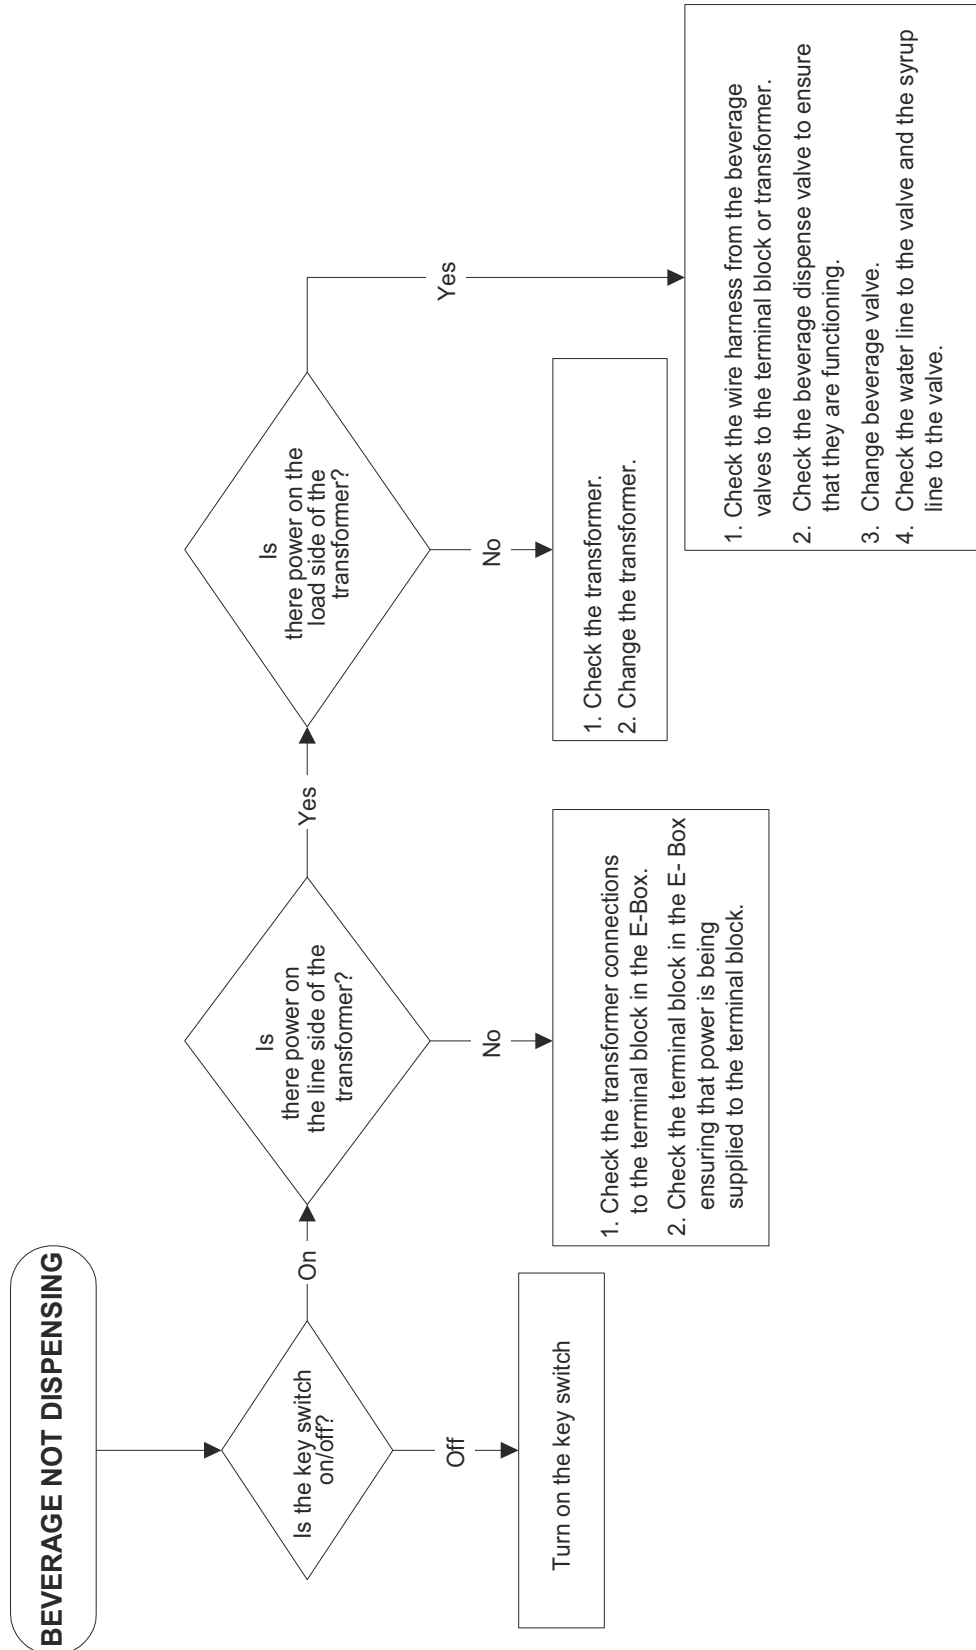 BEVERAGE NOT DISPENSING
Is the key switch
on/off?
Off
Turn on the key switch
On
Is
there power on
the line side of the
transformer?
No
1. Check the transformer connections
to the terminal block in the E-Box.
2. Check the terminal block in the E- Box
ensuring that power is being
supplied to the terminal block.
Yes
Is
there power on the
load side of the
transformer?
No
1. Check the transformer.
2. Change the transformer.
Yes
1. Check the wire harness from the beverage
valves to the terminal block or transformer.
2. Check the beverage dispense valve to ensure
that they are functioning.
3. Change beverage valve.
4. Check the water line to the valve and the syrup
line to the valve.